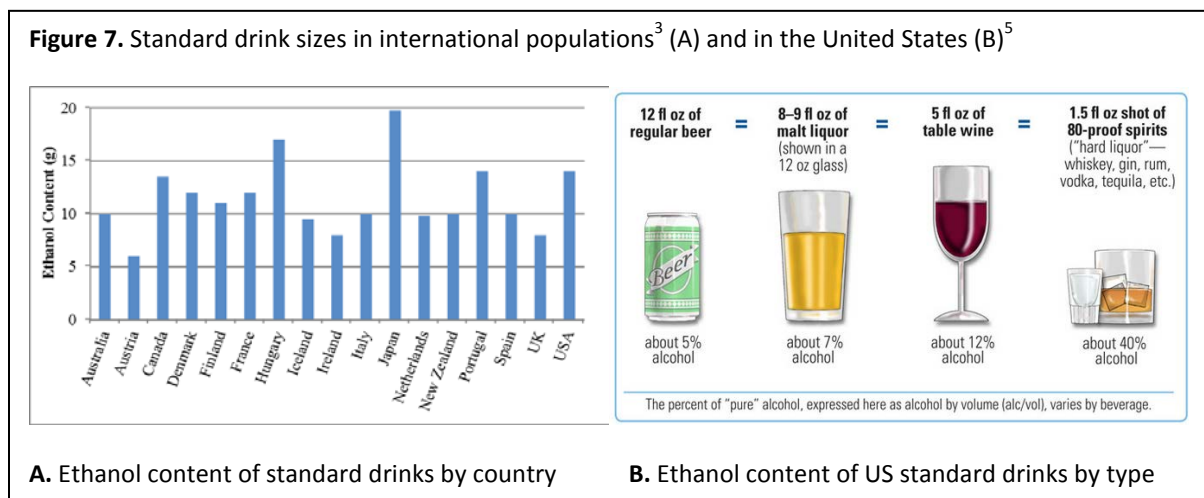 Figure 7. Standard drink sizes in international populations3 (A) and in the United States (B)5
20
15
10
5
0
Ethanol Content (g)
Australia
Austria
Canada
Denmark
Finland
France
Hungary
Iceland
Ireland
Italy
Japan
Netherlands
New Zealand
Portugal
Spain
UK
USA
12 fl oz of
regular beer
=
8–9 fl oz of
malt liquor
(shown in a
12 oz glass)
=
5 fl oz of
table wine
=
1.5 fl oz shot of
80-proof spirits
("hard liquor"—
whiskey, gin, rum,
vodka, tequila, etc.)
Beer
about 5%
alcohol
about 7%
alcohol
about 12%
alcohol
about 40%
alcohol
The percent of "pure" alcohol, expressed here as alcohol by volume (alc/vol), varies by beverage.
A. Ethanol content of standard drinks by country
B. Ethanol content of US standard drinks by type